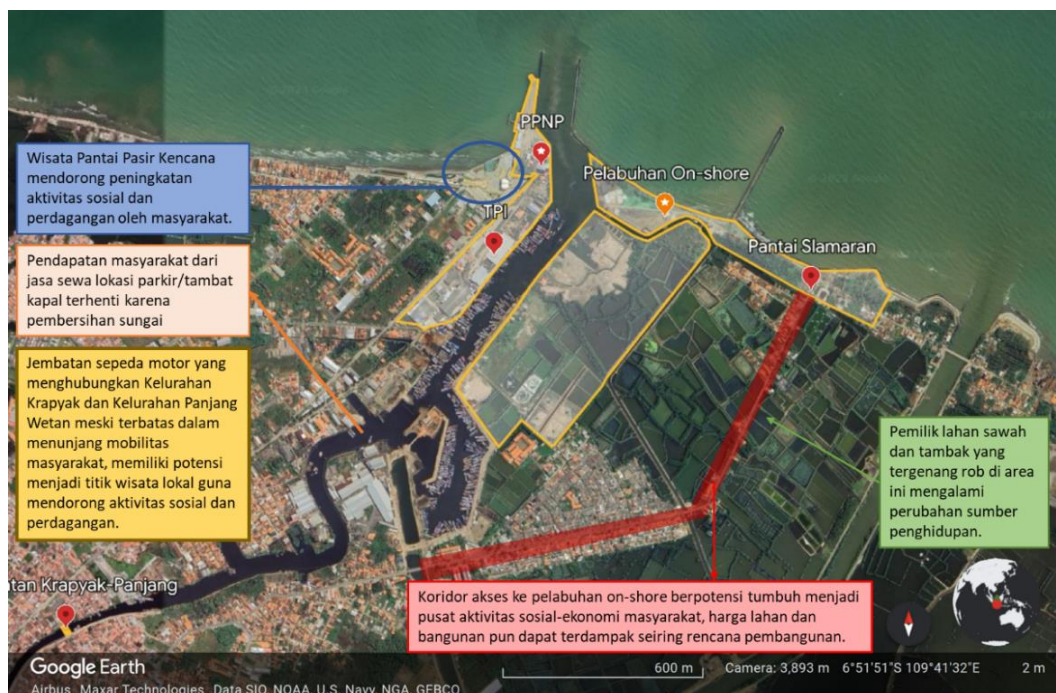 PPNP
Wisata Pantai Pasir Kencana
mendorong peningkatan
aktivitas sosial dan
perdagangan oleh masyarakat.
Pelabuhan On-shore
TPI
Pantai Slamaran
Pendapatan masyarakat dari
jasa sewa lokasi parkir/tambat
kapal terhenti karena
pembersihan sungai
Jembatan sepeda motor yang
menghubungkan Kelurahan
Krapyak dan Kelurahan Panjang
Wetan meski terbatas dalam
menunjang mobilitas
masyarakat, memiliki potensi
menjadi titik wisata lokal guna
mendorong aktivitas sosial dan
perdagangan.
Pemilik lahan sawah
dan tambak yang
tergenang rob di area
ini mengalami
perubahan sumber
penghidupan.
tan Krapyak-Panjang
Koridor akses ke pelabuhan on-shore berpotensi tumbuh menjadi
pusat aktivitas sosial-ekonomi masyarakat, harga lahan dan
bangunan pun dapat terdampak seiring rencana pembangunan.
Google Earth
600 m
Camera: 3,893 m 6°51'51"S 109°41'32"E 2 m
Airbus, Maxar Technologies, Data SIO, NOAA, U.S. Navy, NGA, GEBCO